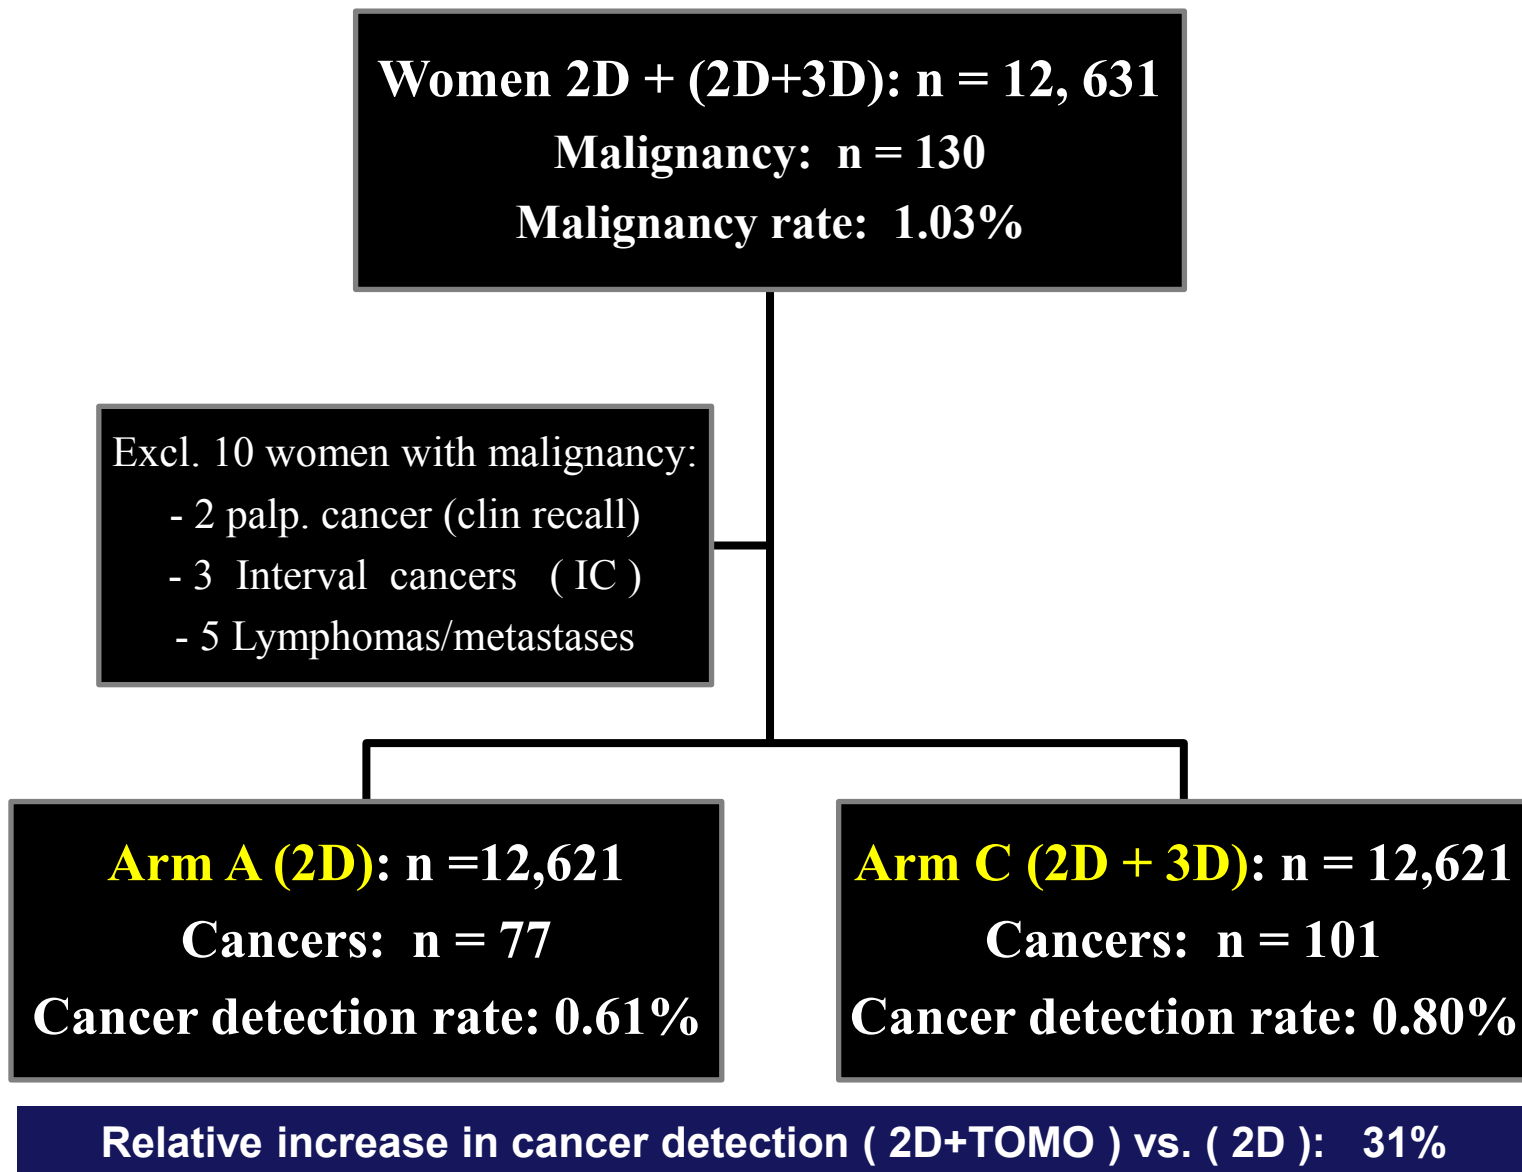 Women 2D + (2D+3D): n = 12, 631
Malignancy: n = 130
Malignancy rate: 1.03%
Excl. 10 women with malignancy:
- 2 palp. cancer (clin recall)
- 3 Interval cancers ( IC )
- 5 Lymphomas/metastases
Arm A (2D): n =12,621
Cancers: n = 77
Cancer detection rate: 0.61%
Arm C (2D + 3D): n = 12,621
Cancers: n = 101
Cancer detection rate: 0.80%
Relative increase in cancer detection ( 2D+TOMO ) vs. ( 2D ): 31%